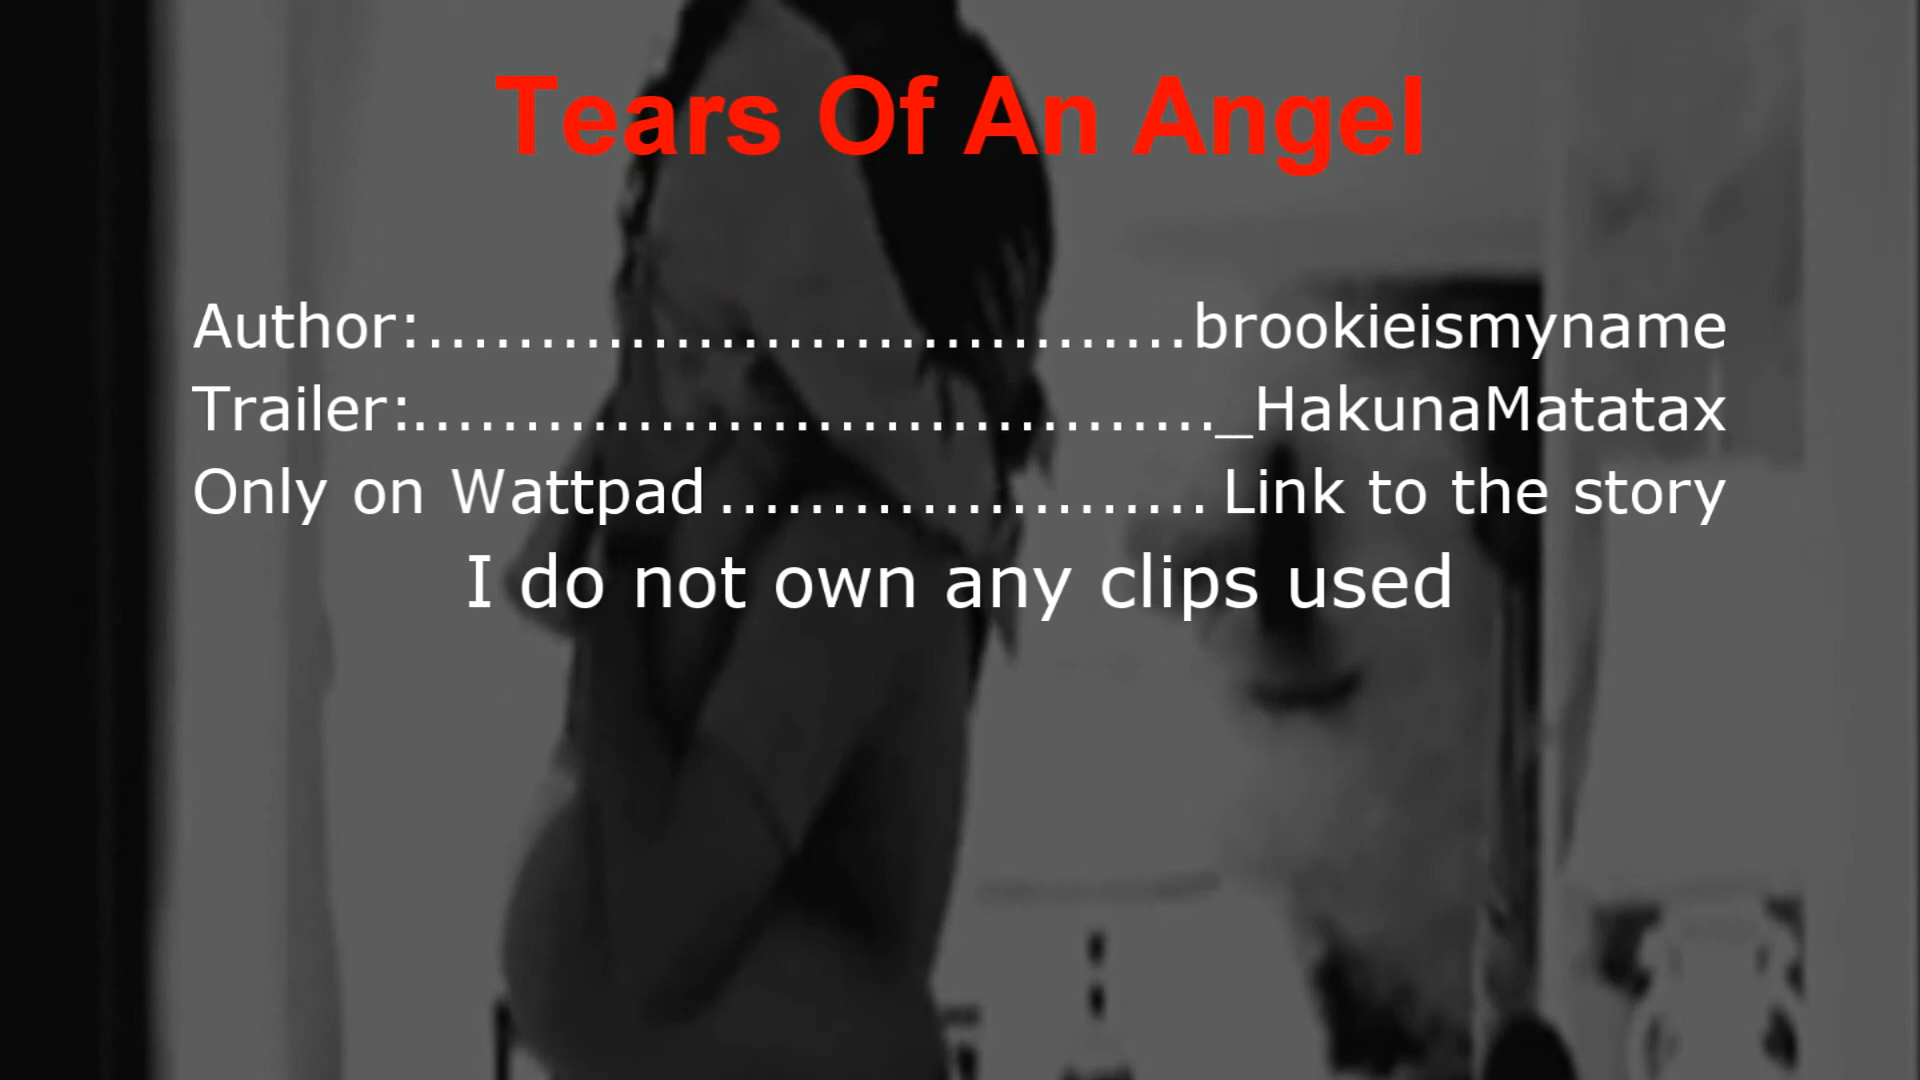 Tears Of An Angel
Author:..................................brookieismyname
Trailer:...................................._HakunaMatatax
Only on Wattpad ...................... Link to the story
I do not own any clips used